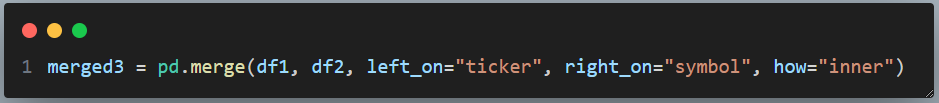 1 merged3 = pd.merge(df1, df2, left_on="ticker", right_on="symbol", how="inner")